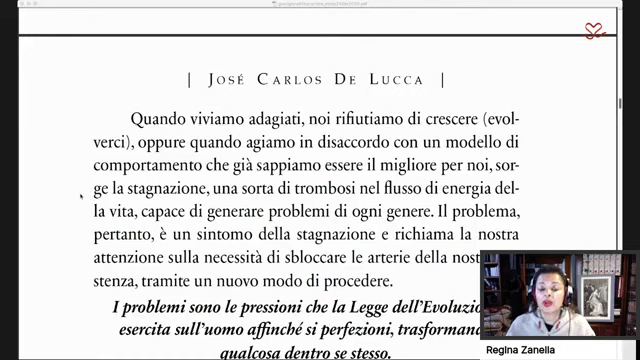 | JOSÉ CARLOS DE LUCCA |
Quando viviamo adagiati, noi rifiutiamo di crescere (evol-
verci), oppure quando agiamo in disaccordo con un modello di
comportamento che già sappiamo essere il migliore per noi, sor-
ge la stagnazione, una sorta di trombosi nel flusso di energia del-
la vita, capace di generare problemi di ogni genere. Il problema,
pertanto, è un sintomo della stagnazione e richiama la nostra
attenzione sulla necessità di sbloccare le arterie della nost
stenza, tramite un nuovo modo di procedere.
I problemi sono le pressioni che la Legge dell'Evoluzio
esercita sull'uomo affinché si perfezioni, trasformand
qualcosa dentro se stesso.
Regina Zanella